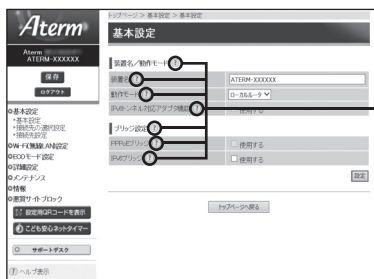 Aterm
Aterm
ATERM-XXXXXX
保存
ログアウト
基本設定
基本設定
接続先の選択設定
接続先設定
Wi-Fi(無線LAN)設定
ECOモード設定
詳細設定
メンテナンス
情報
悪質サイトブロック
設定用QRコードを表示
こども安心ネットタイマー
サポートデスク
ヘルプ表示
トップページ > 基本設定 > 基本設定
基本設定
装置名/動作モード ?
装置名 ? ATERM-XXXXXX
動作モード ? ローカルルータ
IPv6トンネル対応アダプタ機能 ? 使用する
ブリッジ設定 ?
PPPoEブリッジ ? 使用する
IPv6ブリッジ ? 使用する
設定
トップページへ戻る